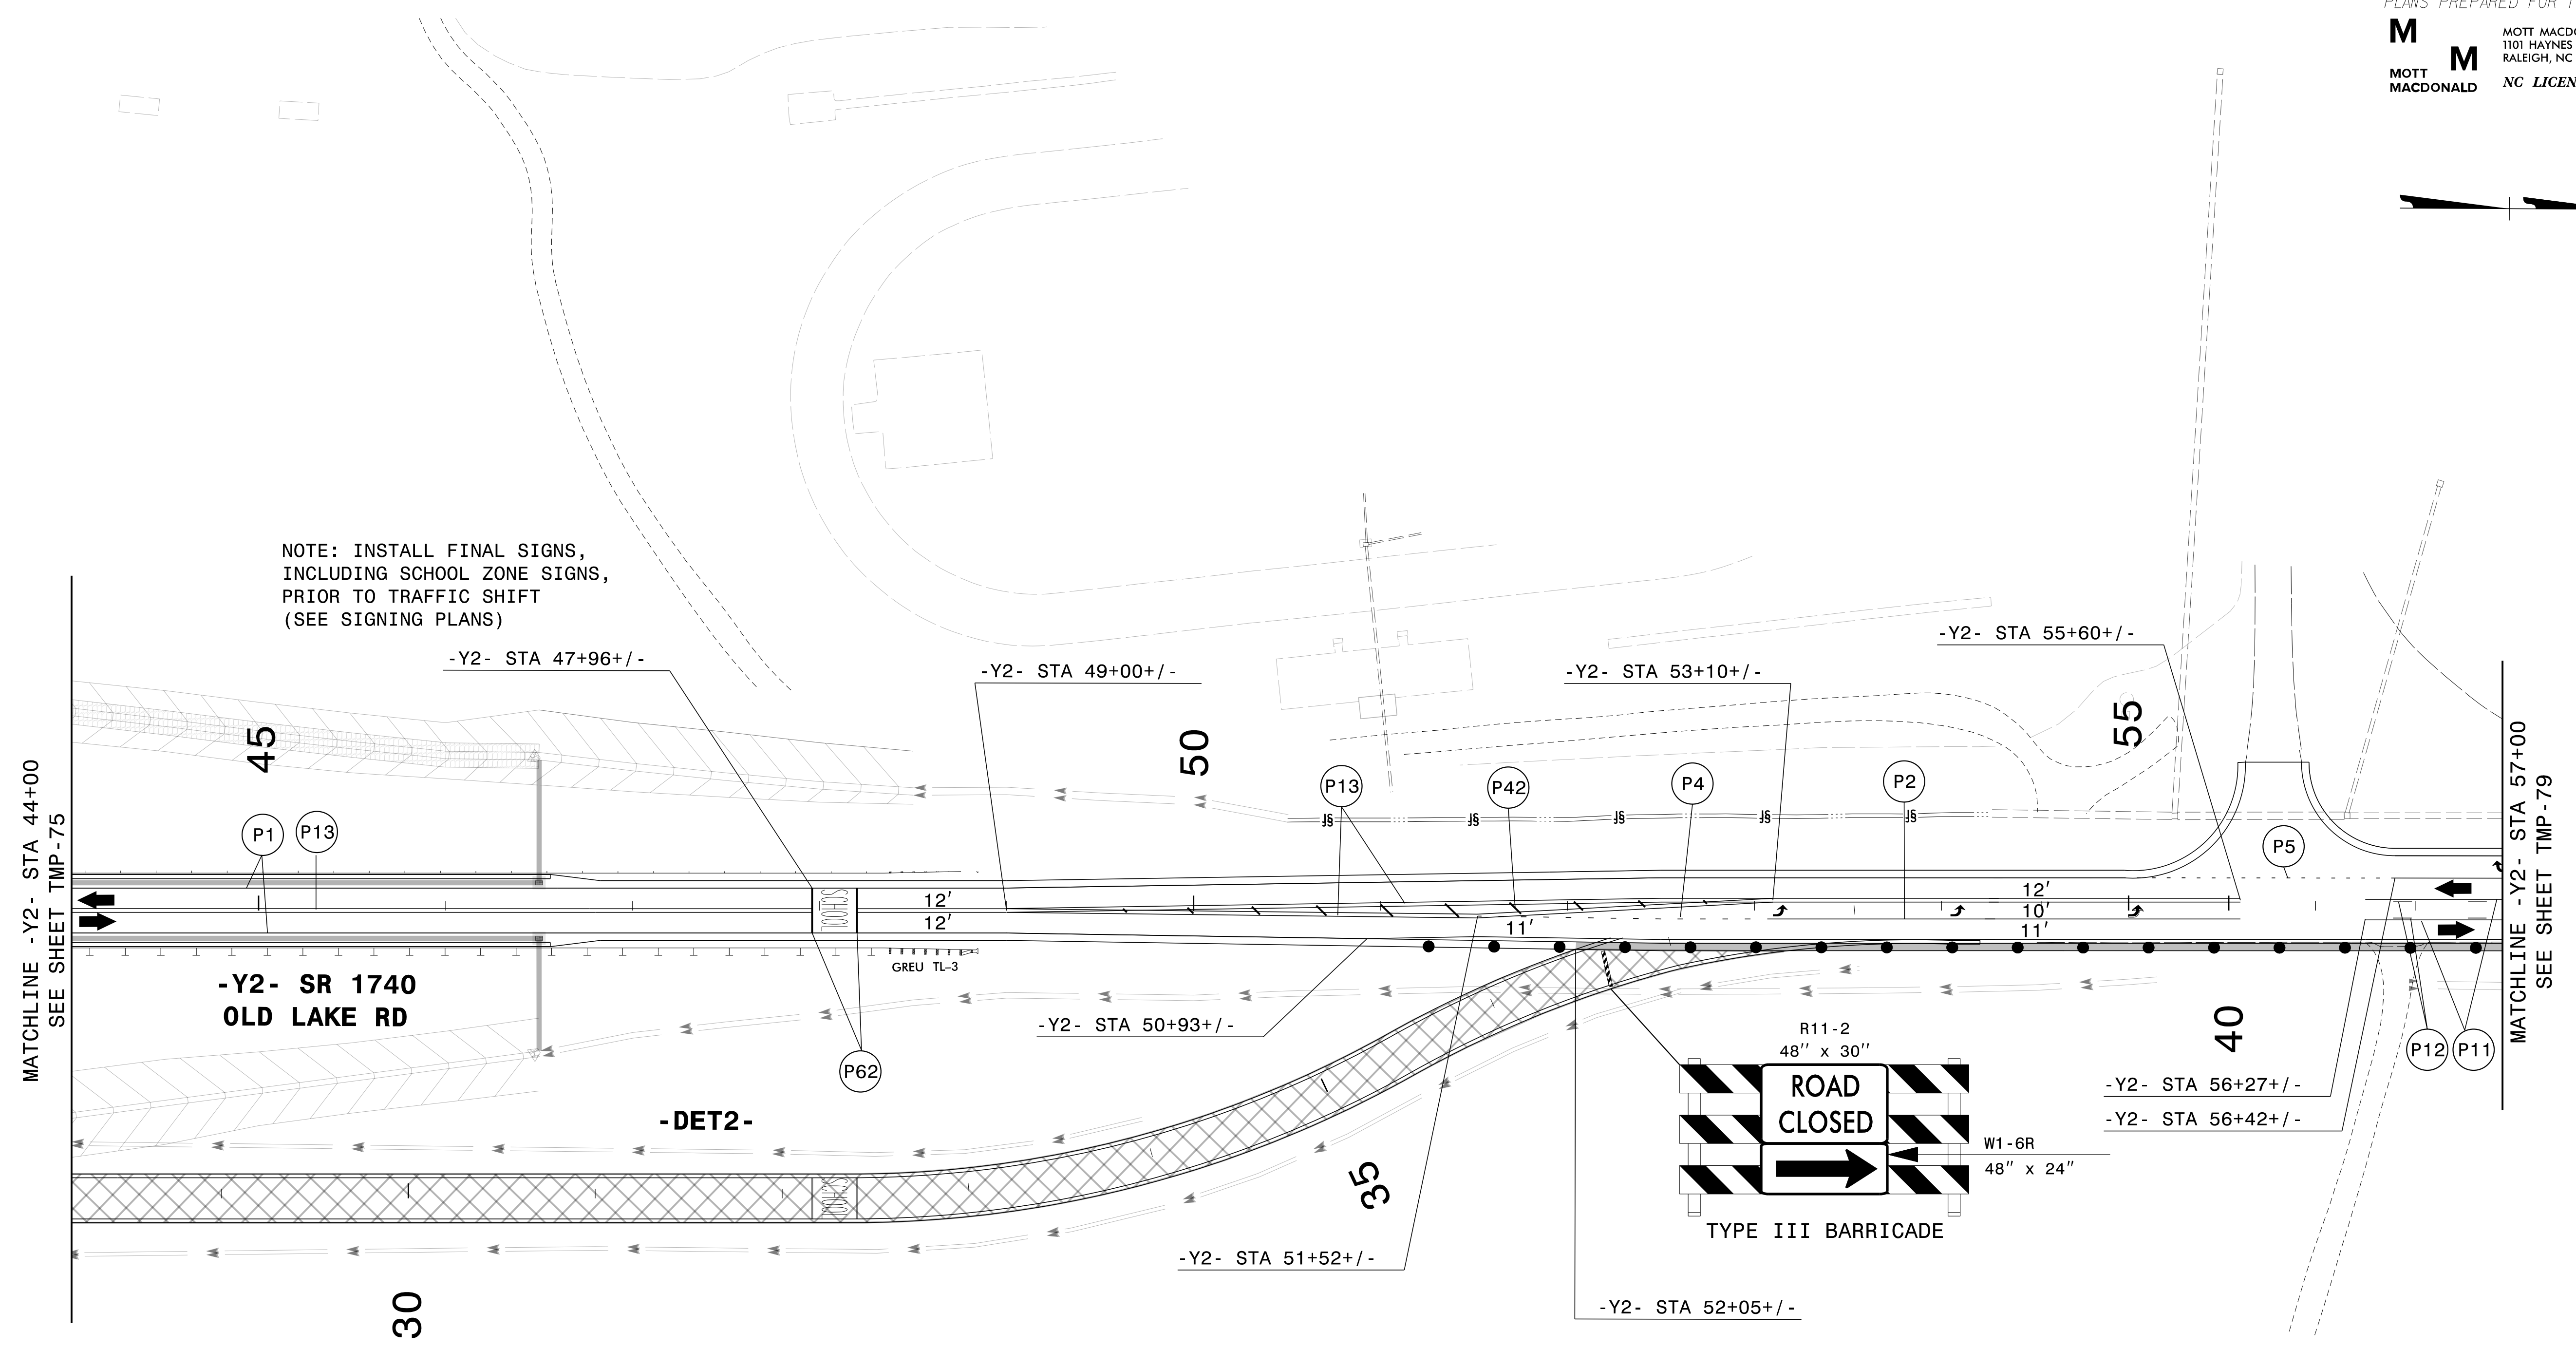 PLANS PREPARED FOR T
M
M
MOTT
MACDONALD
MOTT MACDO
1101 HAYNES
RALEIGH, NC
NC LICEN
NOTE: INSTALL FINAL SIGNS,
INCLUDING SCHOOL ZONE SIGNS,
PRIOR TO TRAFFIC SHIFT
(SEE SIGNING PLANS)
-Y2- STA 47+96+/-
-Y2- STA 49+00+/-
-Y2- STA 53+10+/-
-Y2- STA 55+60+/-
45
50
55
MATCHLINE -Y2- STA 44+00
SEE SHEET TMP-75
MATCHLINE -Y2- STA 57+00
SEE SHEET TMP-79
P1
P13
P13
P42
P4
P2
P5
JS
JS
JS
JS
JS
SCHOOL
12'
12'
11'
12'
10'
11'
GREU TL-3
-Y2- SR 1740
OLD LAKE RD
-Y2- STA 50+93+/-
P62
-DET2-
SCHOOL
30
35
40
R11-2
48" x 30"
ROAD
CLOSED
W1-6R
48" x 24"
TYPE III BARRICADE
P12
P11
-Y2- STA 56+27+/-
-Y2- STA 56+42+/-
-Y2- STA 51+52+/-
-Y2- STA 52+05+/-